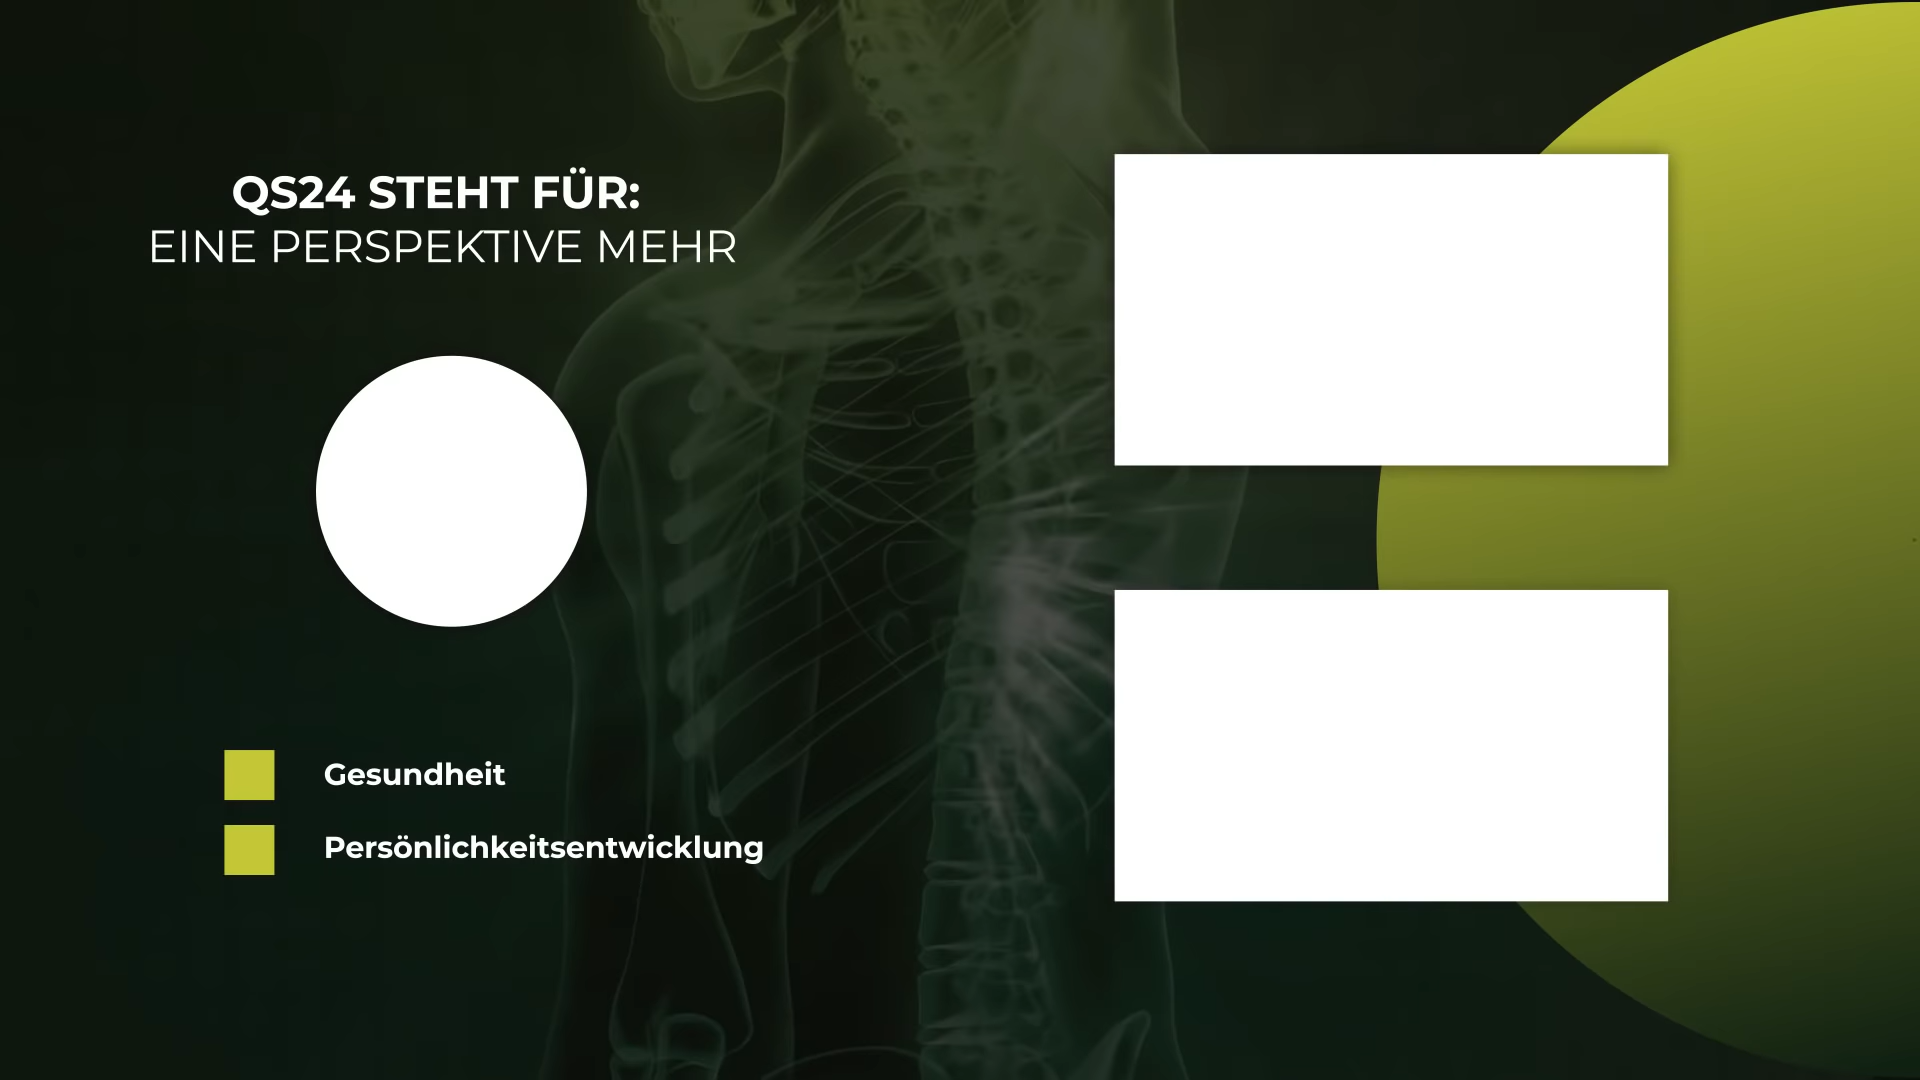 QS24 STEHT FÜR:
EINE PERSPEKTIVE MEHR
Gesundheit
Persönlichkeitsentwicklung